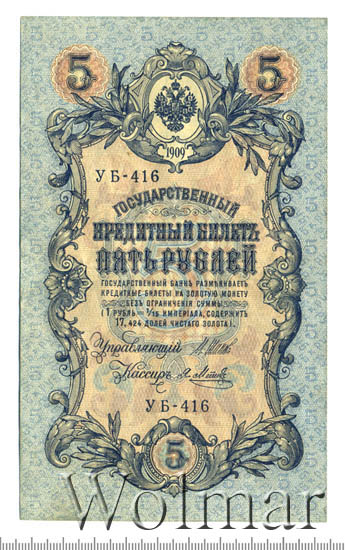 5 5
1909
УБ-416
ГОСУДАРСТВЕННЫЙ
КРЕДИТНЫЙ БИЛЕТЪ
ПЯТЬ РУБЛЕЙ
ГОСУДАРСТВЕННЫЙ БАНКЪ РАЗМѢНИВАЕТЪ
КРЕДИТНЫЕ БИЛЕТЫ НА ЗОЛОТУЮ МОНЕТУ
БЕЗЪ ОГРАНИЧЕНІЯ СУММЫ
(1 РУБЛЬ = 1/15 ИМПЕРІАЛА, СОДЕРЖИТЪ
17,424 ДОЛЕЙ ЧИСТАГО ЗОЛОТА).
Управляющій
Кассиръ
УБ-416
5
Wolmar